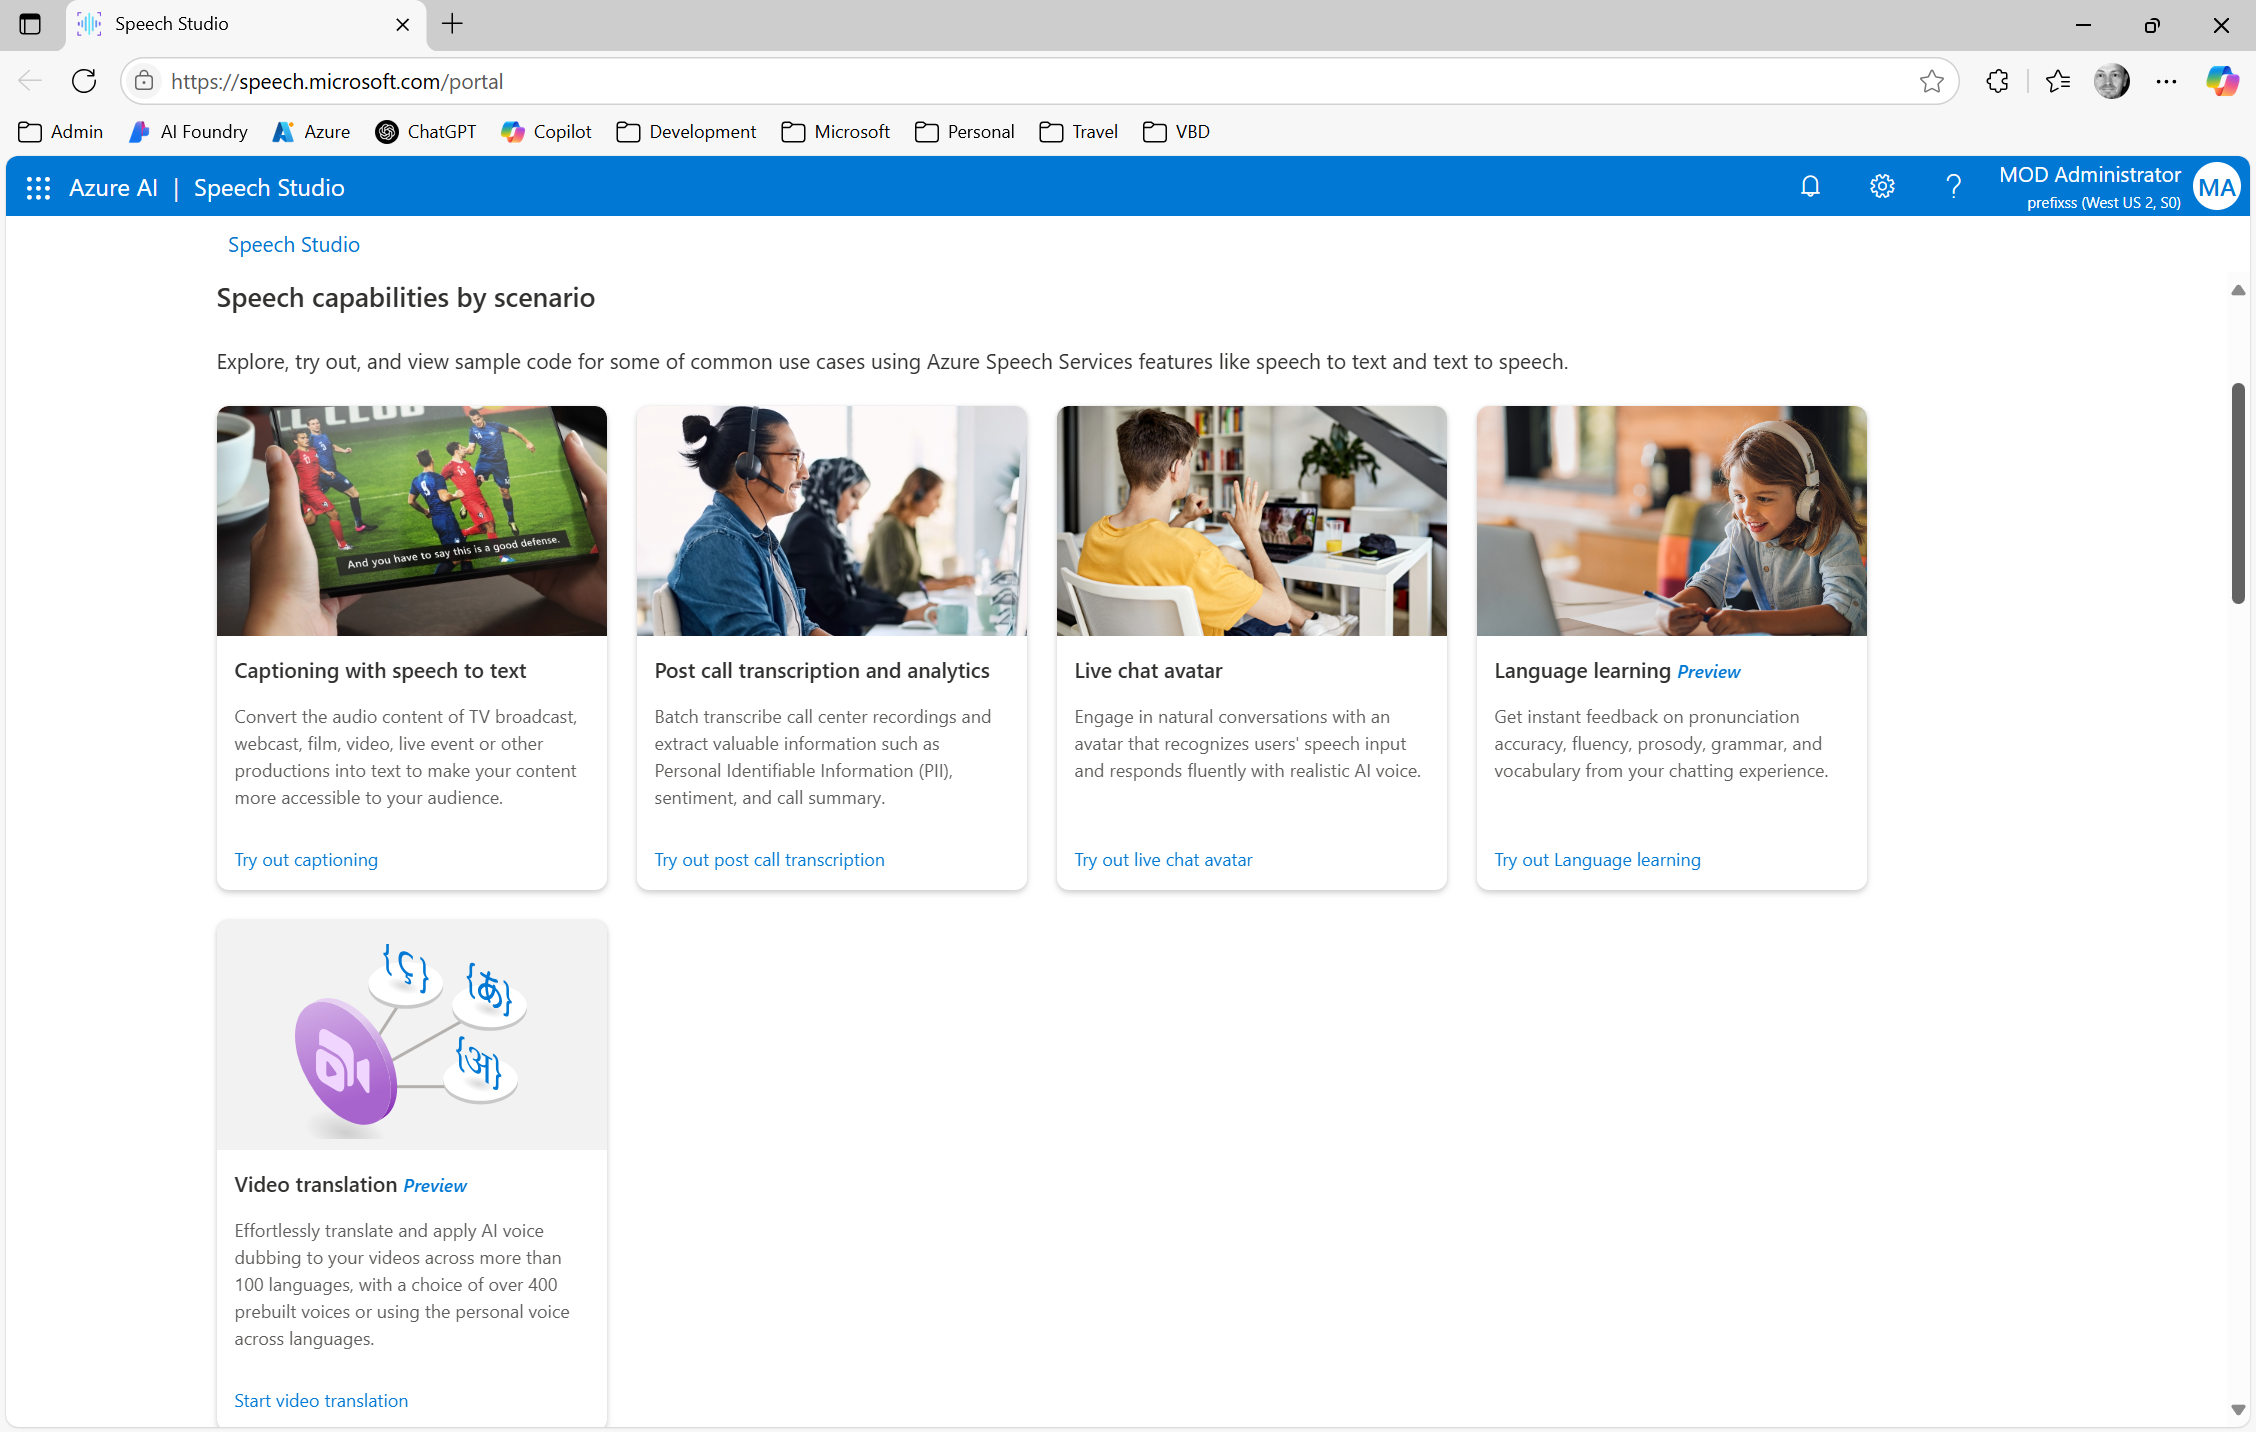 Speech Studio
https://speech.microsoft.com/portal
Admin AI Foundry Azure ChatGPT Copilot Development Microsoft Personal Travel VBD
Azure AI | Speech Studio
MOD Administrator
prefixss (West US 2, S0)
MA
Speech Studio
Speech capabilities by scenario
Explore, try out, and view sample code for some of common use cases using Azure Speech Services features like speech to text and text to speech.
And you have to say this is a good defense.
Captioning with speech to text
Convert the audio content of TV broadcast,
webcast, film, video, live event or other
productions into text to make your content
more accessible to your audience.
Try out captioning
Post call transcription and analytics
Batch transcribe call center recordings and
extract valuable information such as
Personal Identifiable Information (PII),
sentiment, and call summary.
Try out post call transcription
Live chat avatar
Engage in natural conversations with an
avatar that recognizes users' speech input
and responds fluently with realistic AI voice.
Try out live chat avatar
Language learning Preview
Get instant feedback on pronunciation
accuracy, fluency, prosody, grammar, and
vocabulary from your chatting experience.
Try out Language learning
{ç}
{あ}
{अ}
Video translation Preview
Effortlessly translate and apply AI voice
dubbing to your videos across more than
100 languages, with a choice of over 400
prebuilt voices or using the personal voice
across languages.
Start video translation